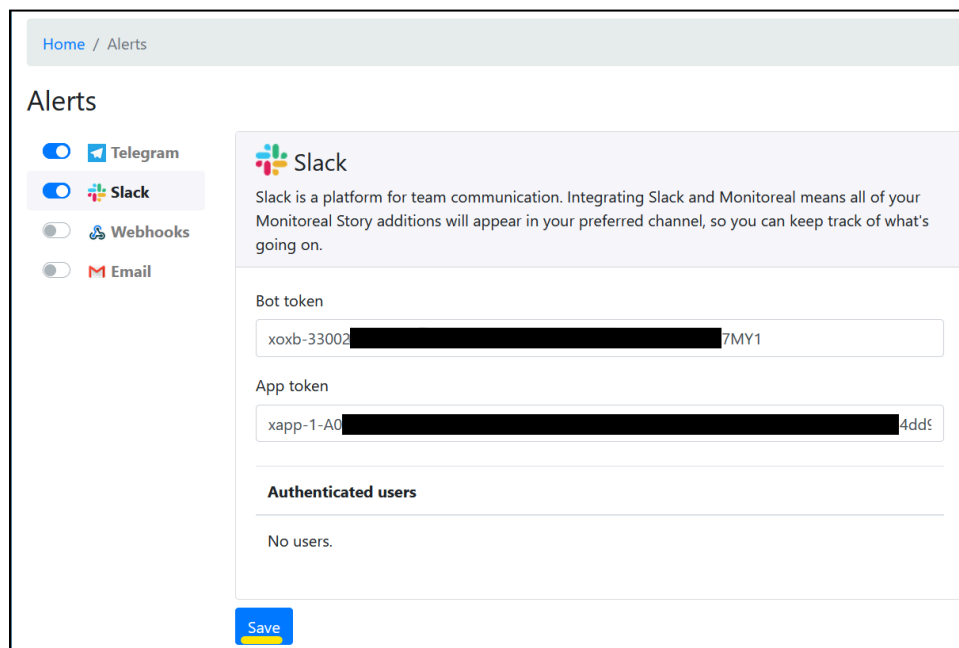 Home / Alerts
Alerts
Telegram
Slack
Webhooks
Email
Slack
Slack is a platform for team communication. Integrating Slack and Monitoreal means all of your
Monitoreal Story additions will appear in your preferred channel, so you can keep track of what's
going on.
Bot token
xoxb-33002 7MY1
App token
xapp-1-A0 4dd9
Authenticated users
No users.
Save